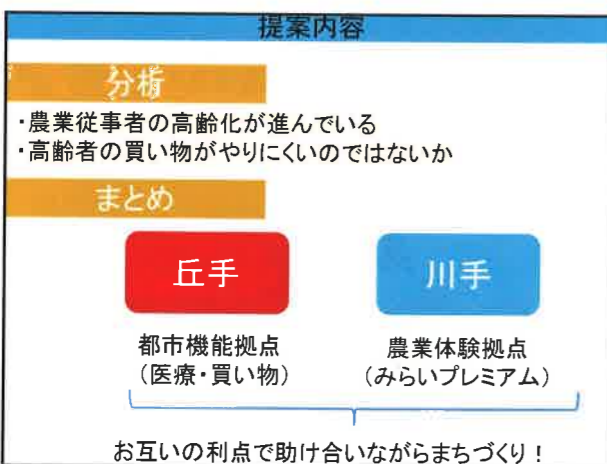 提案内容
分析
・農業従事者の高齢化が進んでいる
・高齢者の買い物がやりにくいのではないか
まとめ
丘手
川手
都市機能拠点
（医療・買い物）
農業体験拠点
（みらいプレミアム）
お互いの利点で助け合いながらまちづくり！